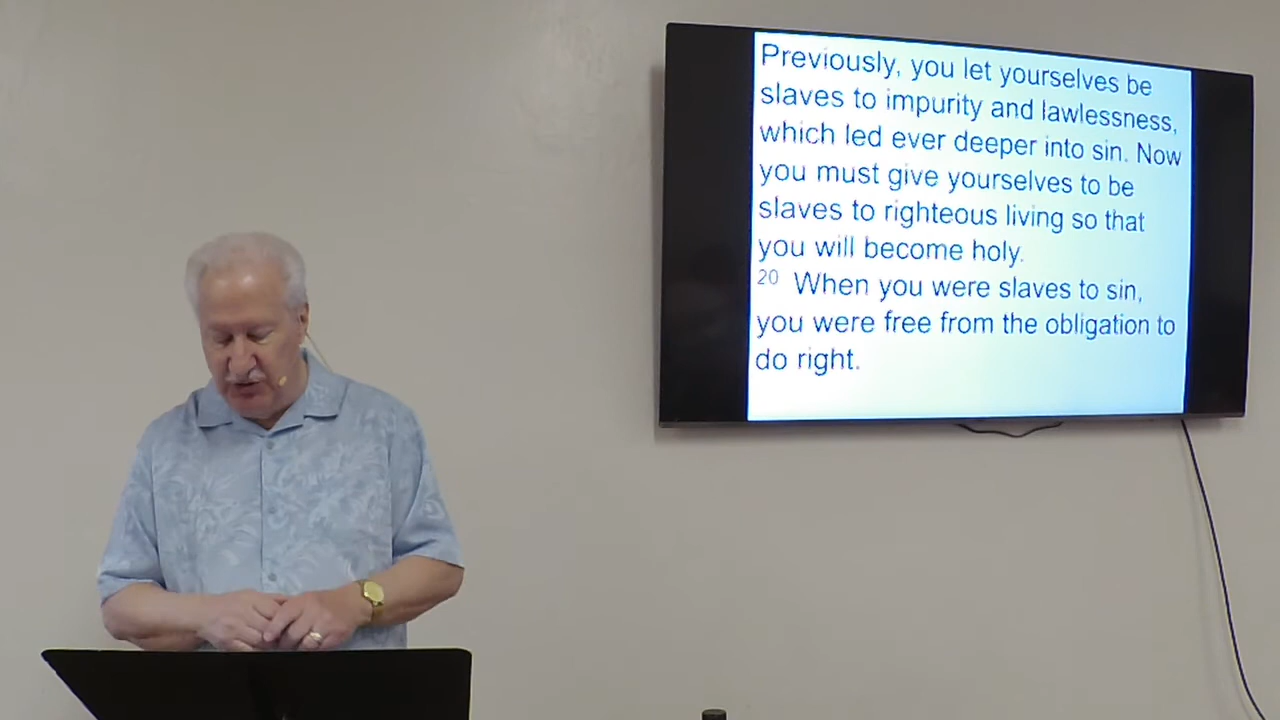 Previously, you let yourselves be
slaves to impurity and lawlessness,
which led ever deeper into sin. Now
you must give yourselves to be
slaves to righteous living so that
you will become holy.
20 When you were slaves to sin,
you were free from the obligation to
do right.